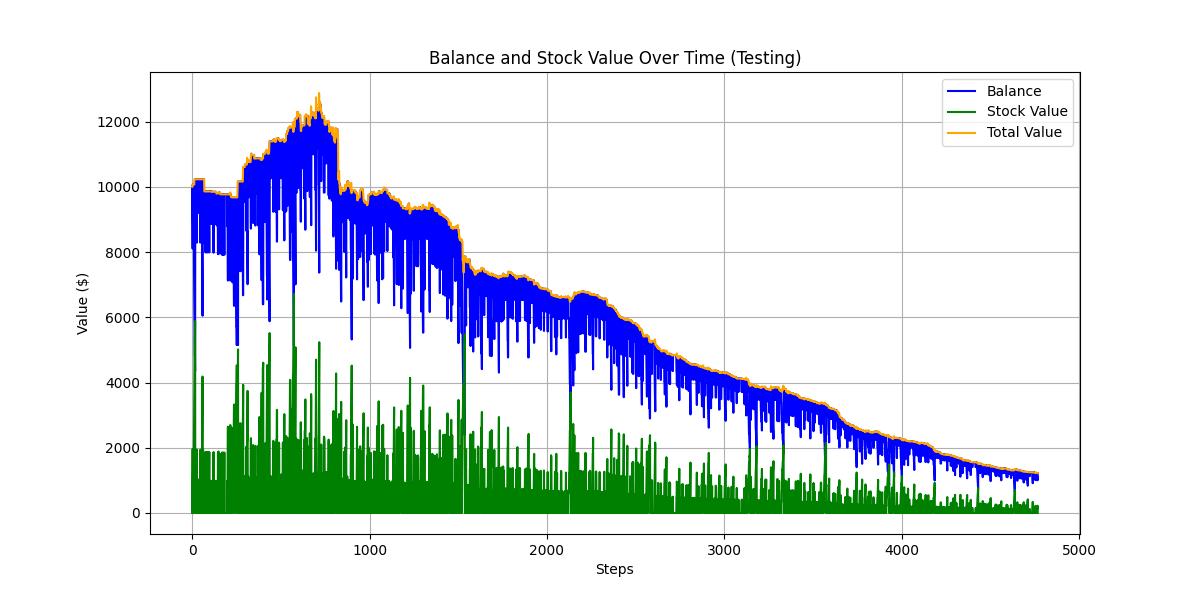 Balance and Stock Value Over Time (Testing)
Balance
Stock Value
Total Value
Value ($)
12000
10000
8000
6000
4000
2000
0
0 1000 2000 3000 4000 5000
Steps